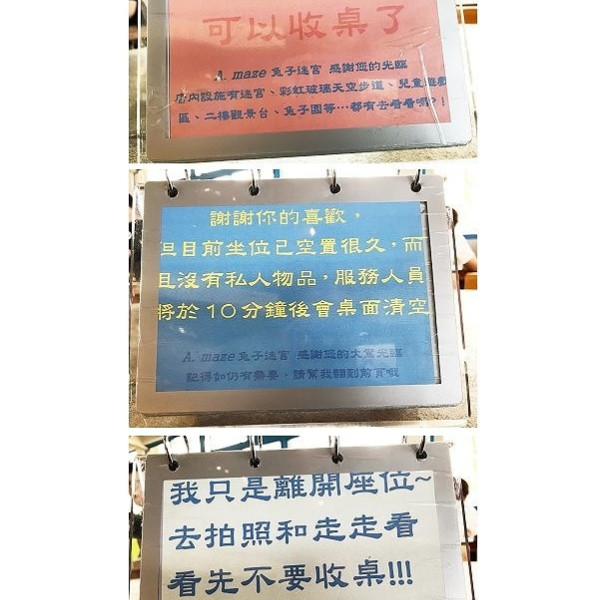 可以收桌了
A. maze 兔子迷宮 感謝您的光臨
店內設施有迷宮、彩虹玻璃天空步道、兒童遊戲
區、二樓觀景台、兔子園等…都有去看看嗎?!
謝謝你的喜歡，
但目前坐位已空置很久，而
且沒有私人物品，服務人員
將於10分鐘後會桌面清空
A. maze 兔子迷宮 感謝您的大駕光臨
記得如仍有需要，請幫我翻到前頁哦
我只是離開座位~
去拍照和走走看
看先不要收桌!!!